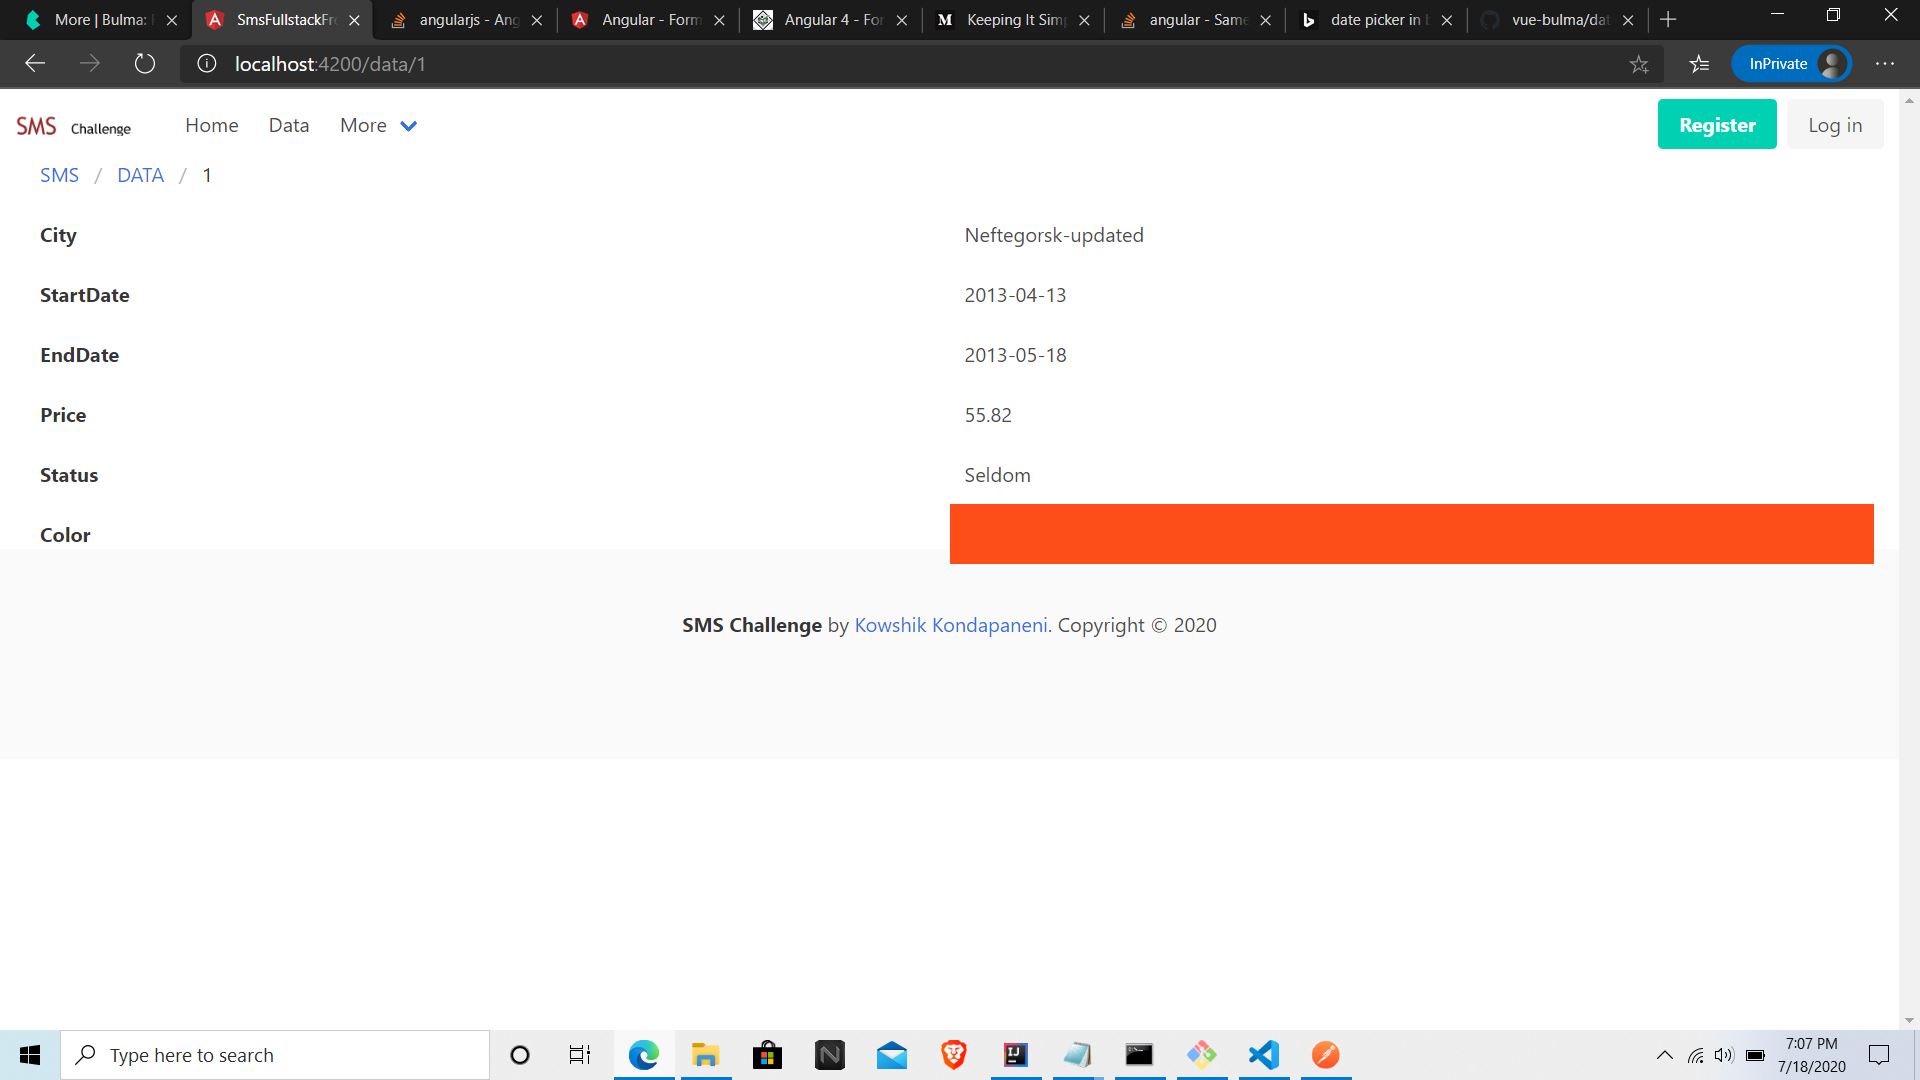 More | Bulma: SmsFullstackFr angularjs - Ang Angular - Form Angular 4 - For Keeping It Simp angular - Same date picker in b vue-bulma/dat
localhost:4200/data/1 InPrivate
SMS Challenge Home Data More Register Log in
SMS / DATA / 1
City Neftegorsk-updated
StartDate 2013-04-13
EndDate 2013-05-18
Price 55.82
Status Seldom
Color
SMS Challenge by Kowshik Kondapaneni. Copyright © 2020
Type here to search 7:07 PM
7/18/2020